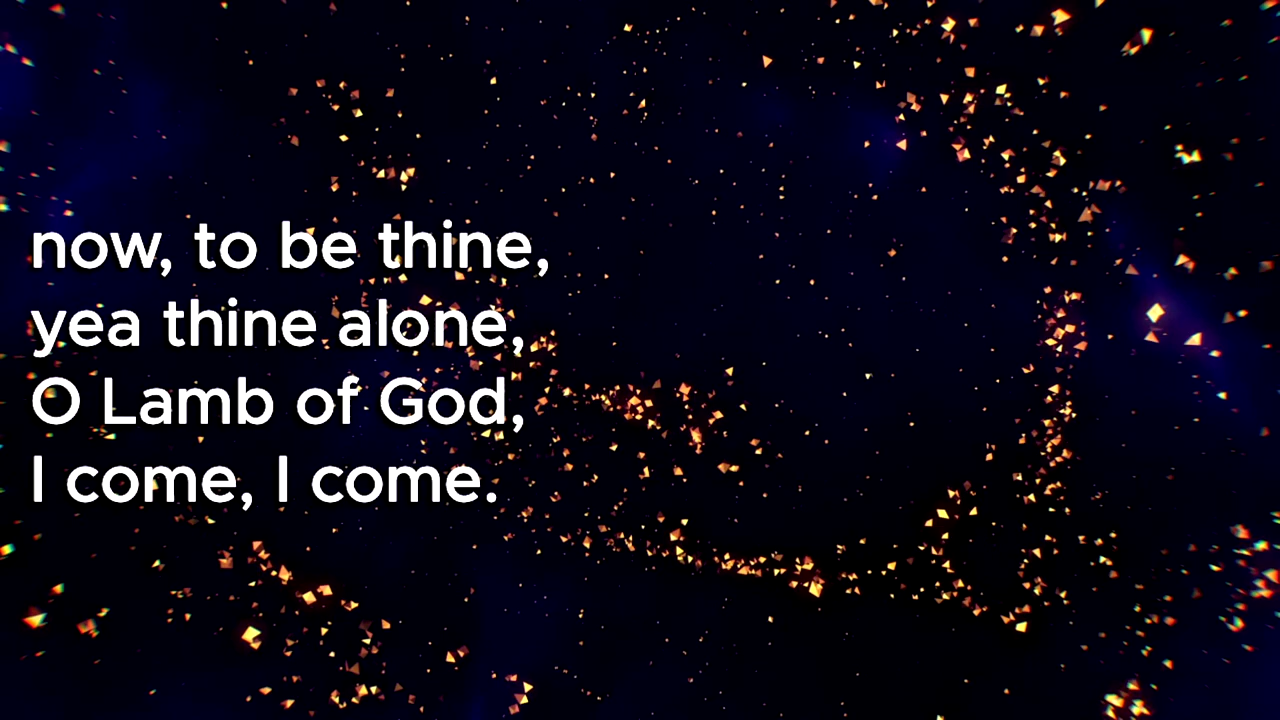 now, to be thine,
yea thine alone,
O Lamb of God,
I come, I come.